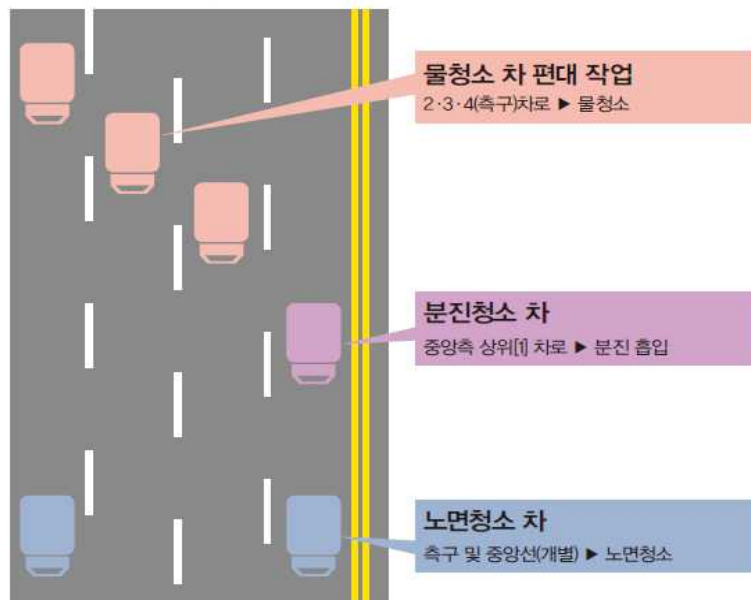 물청소 차 편대 작업
2·3·4(측구)차로 ▶ 물청소
분진청소 차
중앙측 상위[1] 차로 ▶ 분진 흡입
노면청소 차
측구 및 중앙선(개별) ▶ 노면청소